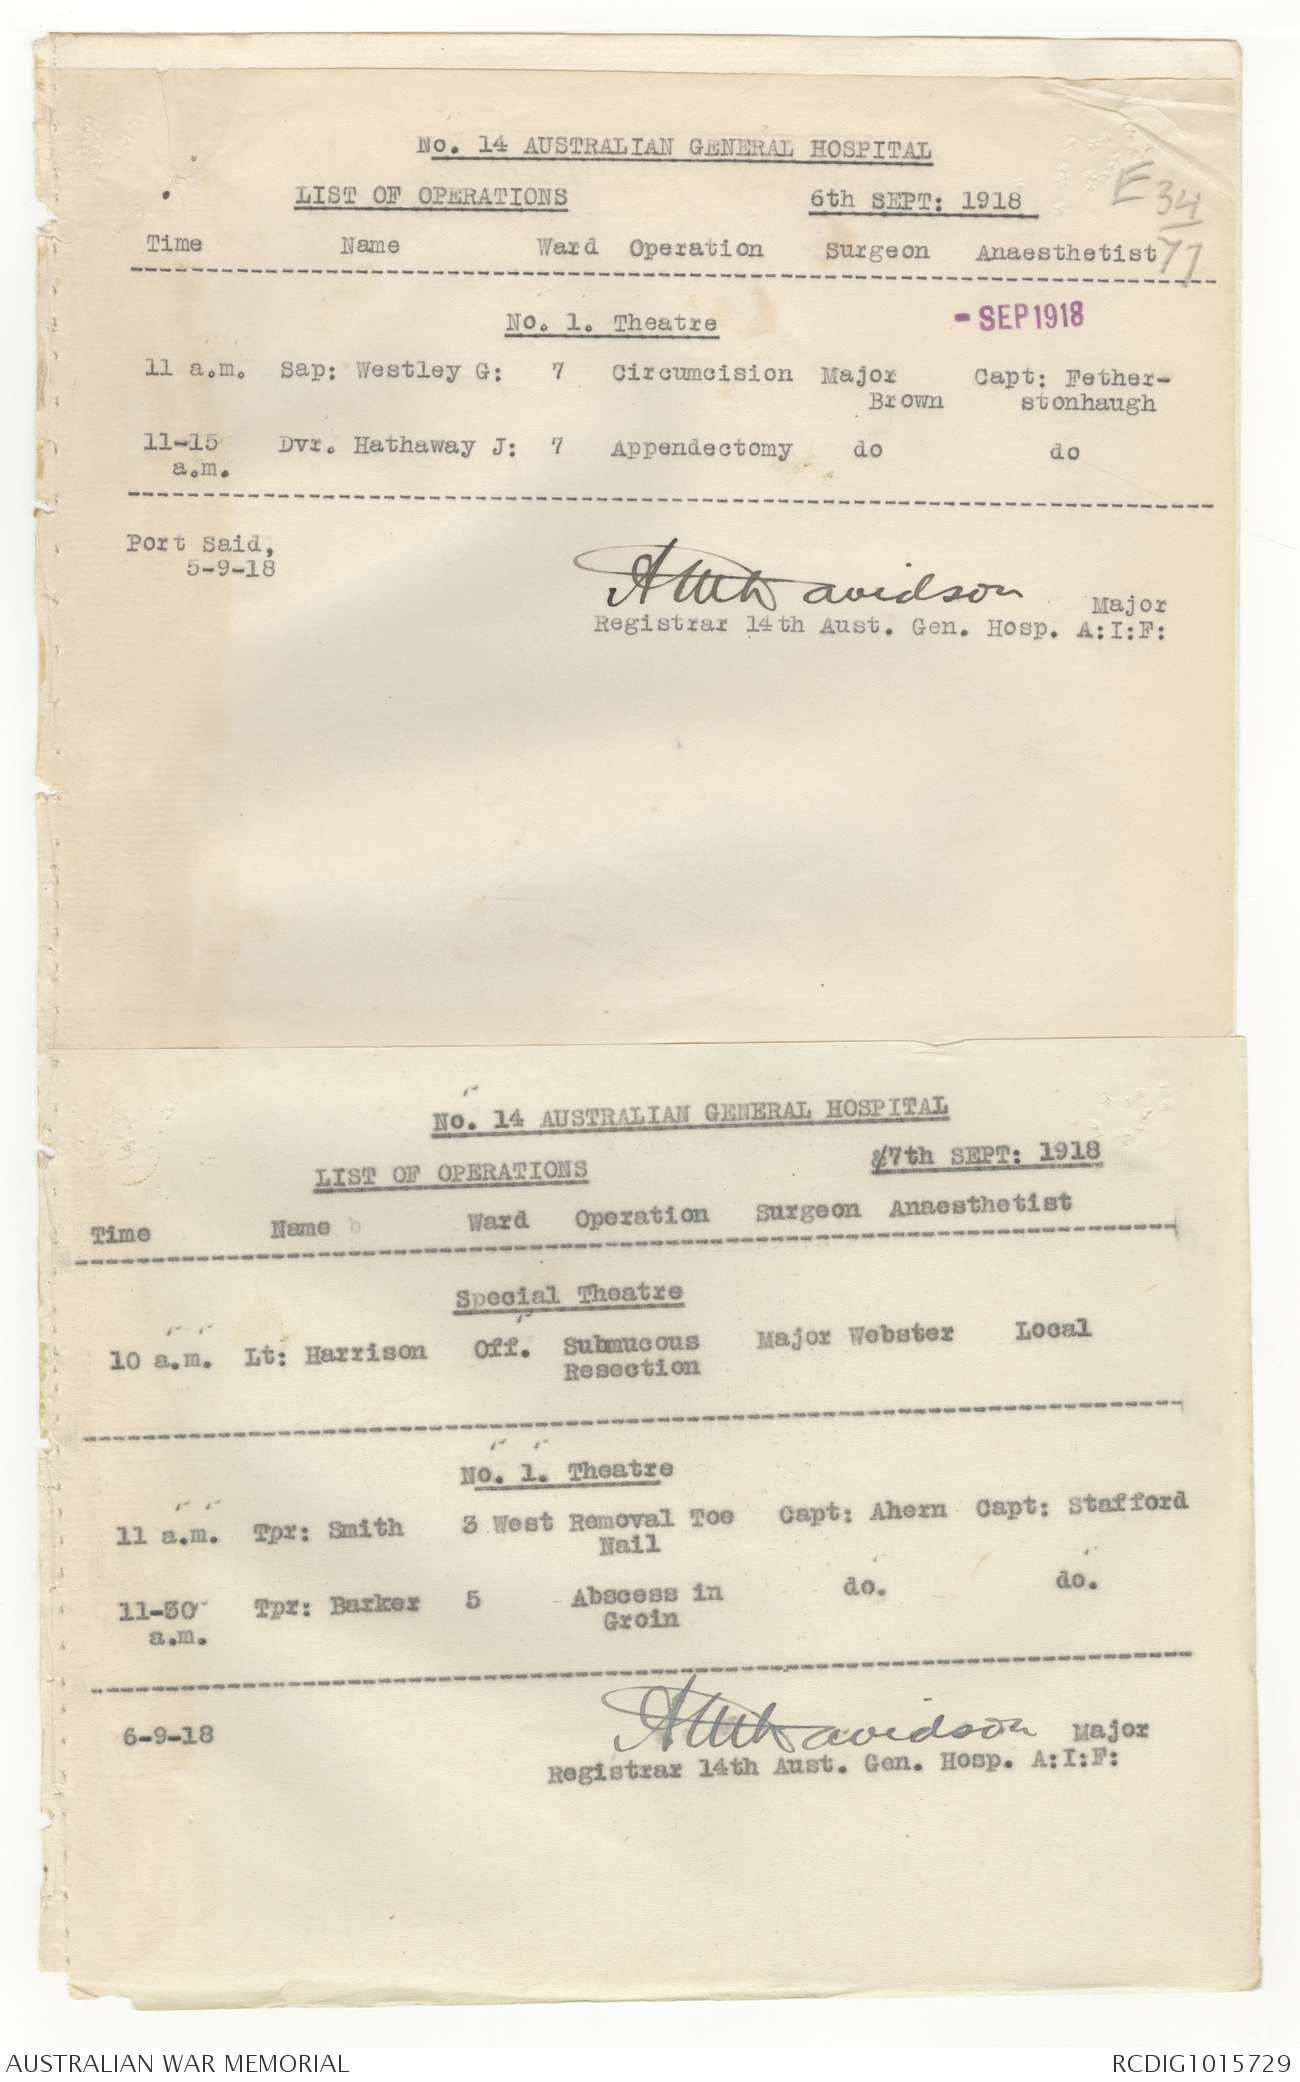 No. 14 AUSTRALIAN GENERAL HOSPITAL
LIST OF OPERATIONS 6th SEPT: 1918
E 34
77
Time Name Ward Operation Surgeon Anaesthetist
- SEP 1918
No. 1. Theatre
11 a.m. Sap: Westley G: 7 Circumcision Major Capt: Fether-
Brown stonhaugh
11-15 Dvr. Hathaway J: 7 Appendectomy do do
a.m.
Port Said,
5-9-18
Davidson Major
Registrar 14th Aust. Gen. Hosp. A:I:F:
No. 14 AUSTRALIAN GENERAL HOSPITAL
LIST OF OPERATIONS 7th SEPT: 1918
Time Name b Ward Operation Surgeon Anaesthetist
Special Theatre
10 a.m. Lt: Harrison Off. Submucous Major Webster Local
Resection
No. 1. Theatre
11 a.m. Tpr: Smith 3 West Removal Toe Capt: Ahern Capt: Stafford
Nail
11-30 Tpr: Barker 5 Abscess in do. do.
a.m. Groin
6-9-18 Davidson Major
Registrar 14th Aust. Gen. Hosp. A:I:F:
AUSTRALIAN WAR MEMORIAL RCDIG1015729